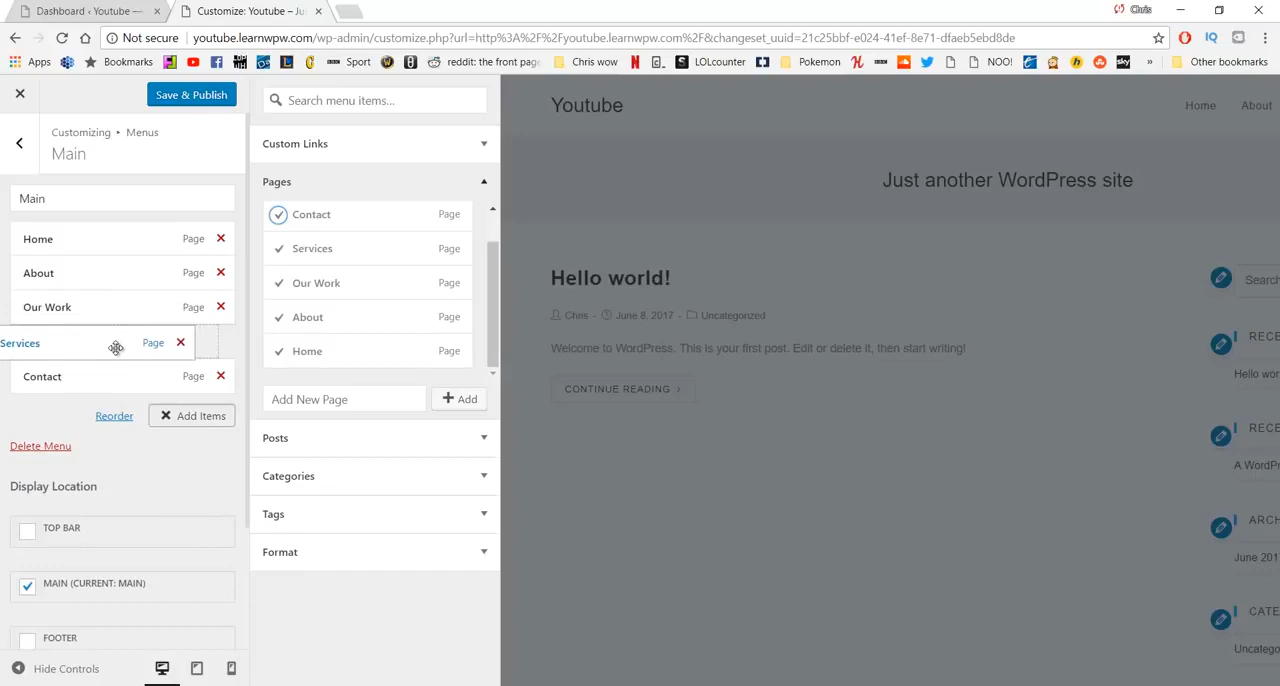 Dashboard ‹ Youtube —
Customize: Youtube – Ju
Chris
Not secure
youtube.learnwpw.com/wp-admin/customize.php?url=http%3A%2F%2Fyoutube.learnwpw.com%2F&changeset_uuid=21c25bbf-e024-41ef-8e71-dfaeb5ebd8de
Apps
Bookmarks
Sport
reddit: the front page
Chris wow
LOLcounter
Pokemon
NOO!
sky
»
Other bookmarks
Save & Publish
Customizing ‣ Menus
Main
Main
Home Page
About Page
Our Work Page
Services Page
Contact Page
Reorder
Add Items
Delete Menu
Display Location
TOP BAR
MAIN (CURRENT: MAIN)
FOOTER
Hide Controls
Search menu items...
Custom Links
Pages
Contact Page
Services Page
Our Work Page
About Page
Home Page
Add New Page
Add
Posts
Categories
Tags
Format
Youtube
Home About
Just another WordPress site
Hello world!
Chris - June 8, 2017 - Uncategorized
Welcome to WordPress. This is your first post. Edit or delete it, then start writing!
CONTINUE READING ›
Search
RECE
Hello wor
RECE
A WordPr
ARCH
June 201
CATE
Uncatego